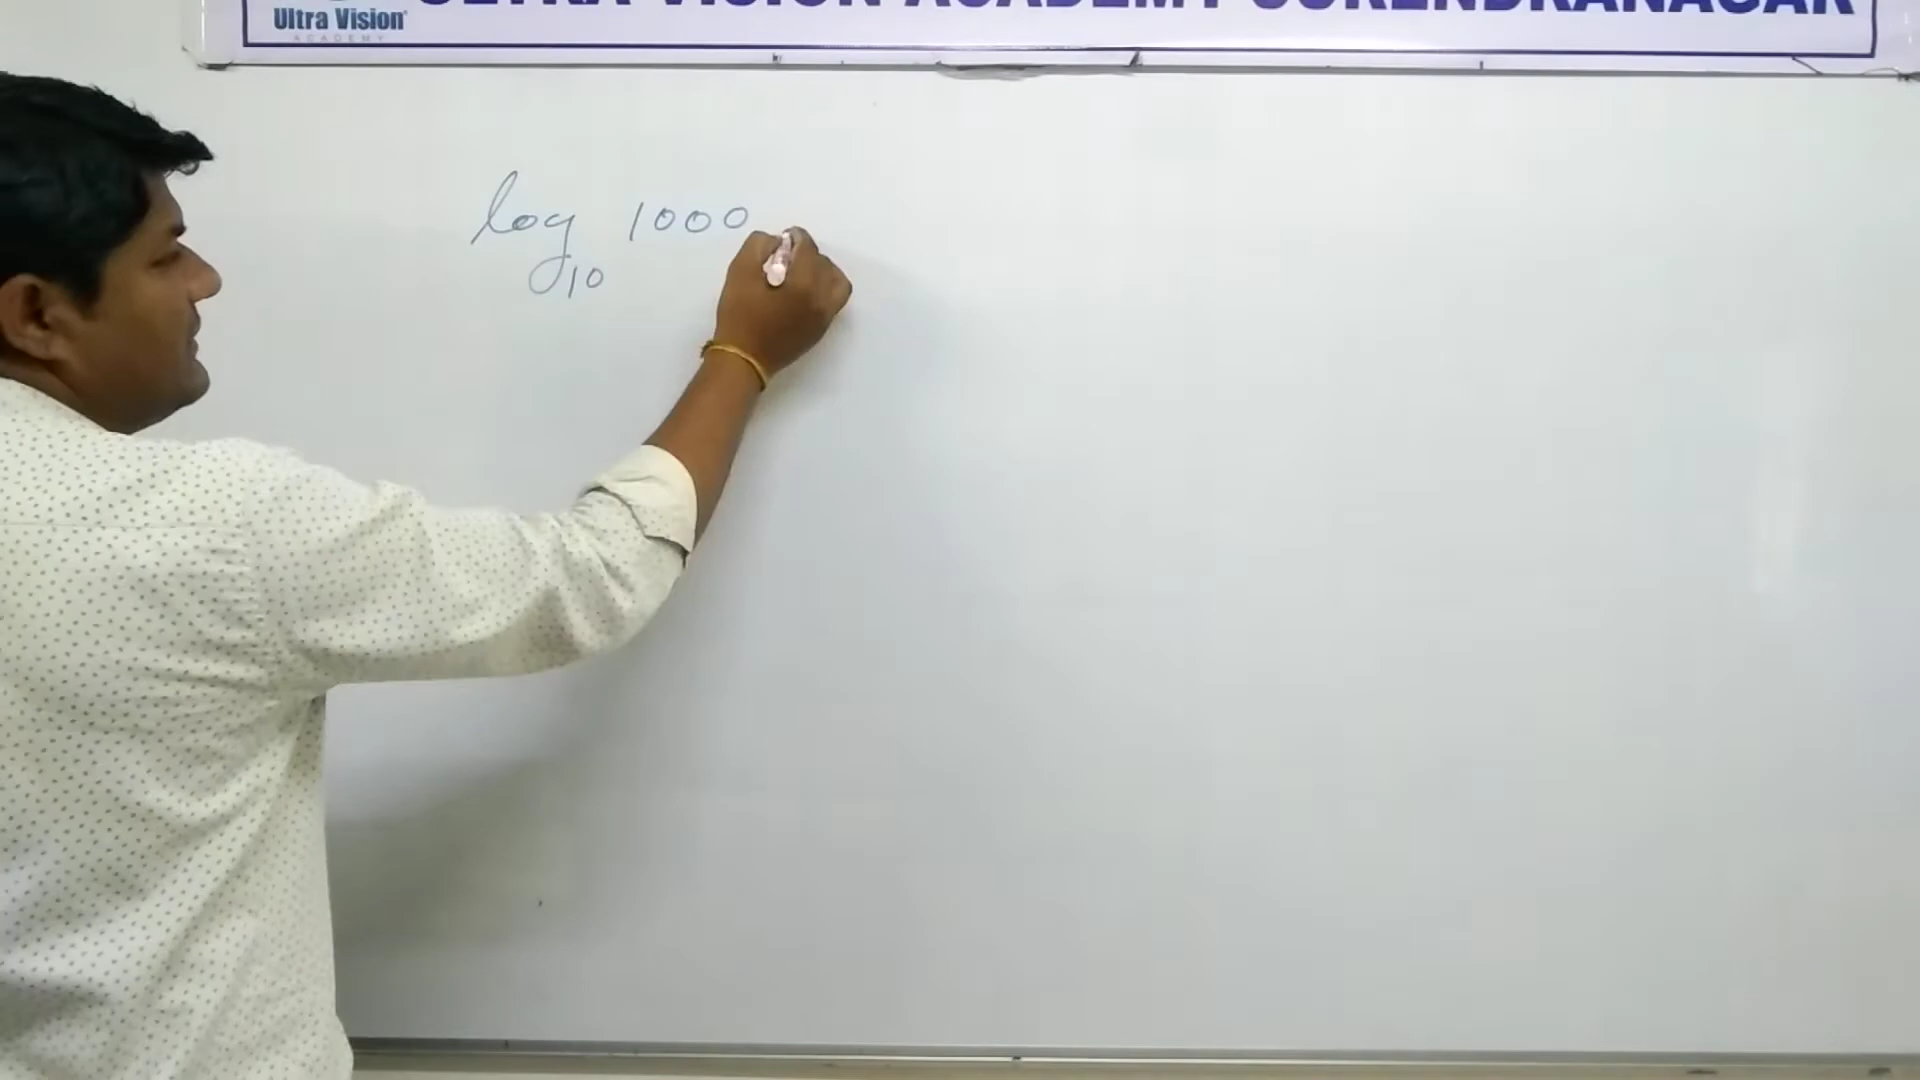 ULTRA VISION ACADEMY SURENDRANAGAR
Ultra Vision
ACADEMY
log 1000
10